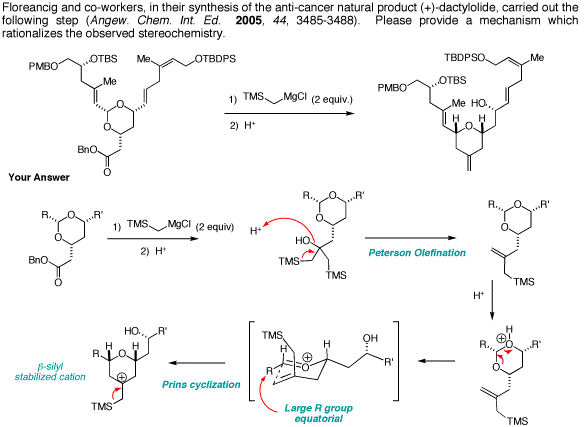 Floreancig and co-workers, in their synthesis of the anti-cancer natural product (+)-dactylolide, carried out the
following step (Angew. Chem. Int. Ed. 2005, 44, 3485-3488). Please provide a mechanism which
rationalizes the observed stereochemistry.
PMBO OTBS Me Me OTBDPS
BnO O O O
1) TMS MgCl (2 equiv.)
2) H+
TBDPSO Me
PMBO OTBS Me HO
H O H
Your Answer
R O O R'
BnO O
1) TMS MgCl (2 equiv)
2) H+
R O O R'
H+ HO
TMS TMS
Peterson Olefination
R O O R'
TMS
H+
H
R O O R'
TMS
Prins cyclization
TMS H R O H OH R'
Large R group
equatorial
HO R'
R H O H
TMS
β-silyl
stabilized cation